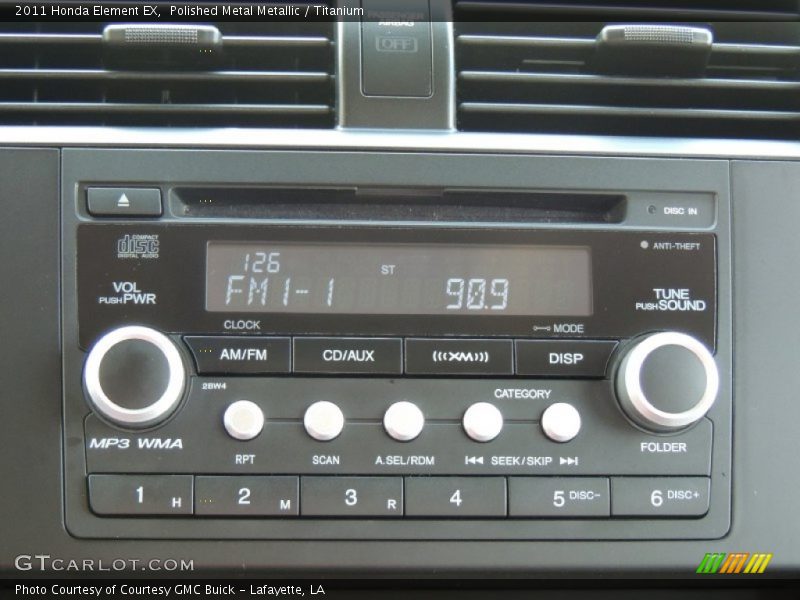 2011 Honda Element EX,  Polished Metal Metallic / Titanium
PASSENGER
AIRBAG
OFF
DISC IN
COMPACT
disc
DIGITAL AUDIO
ANTI-THEFT
126
ST
FM1-1
90.9
VOL
PUSH PWR
TUNE
PUSH SOUND
CLOCK
MODE
AM/FM
CD/AUX
(((XM)))
DISP
2BW4
CATEGORY
MP3 WMA
RPT
SCAN
A.SEL/RDM
SEEK/SKIP
FOLDER
1 H
2 M
3 R
4
5 DISC-
6 DISC+
GTCARLOT.COM
Photo Courtesy of Courtesy GMC Buick - Lafayette, LA